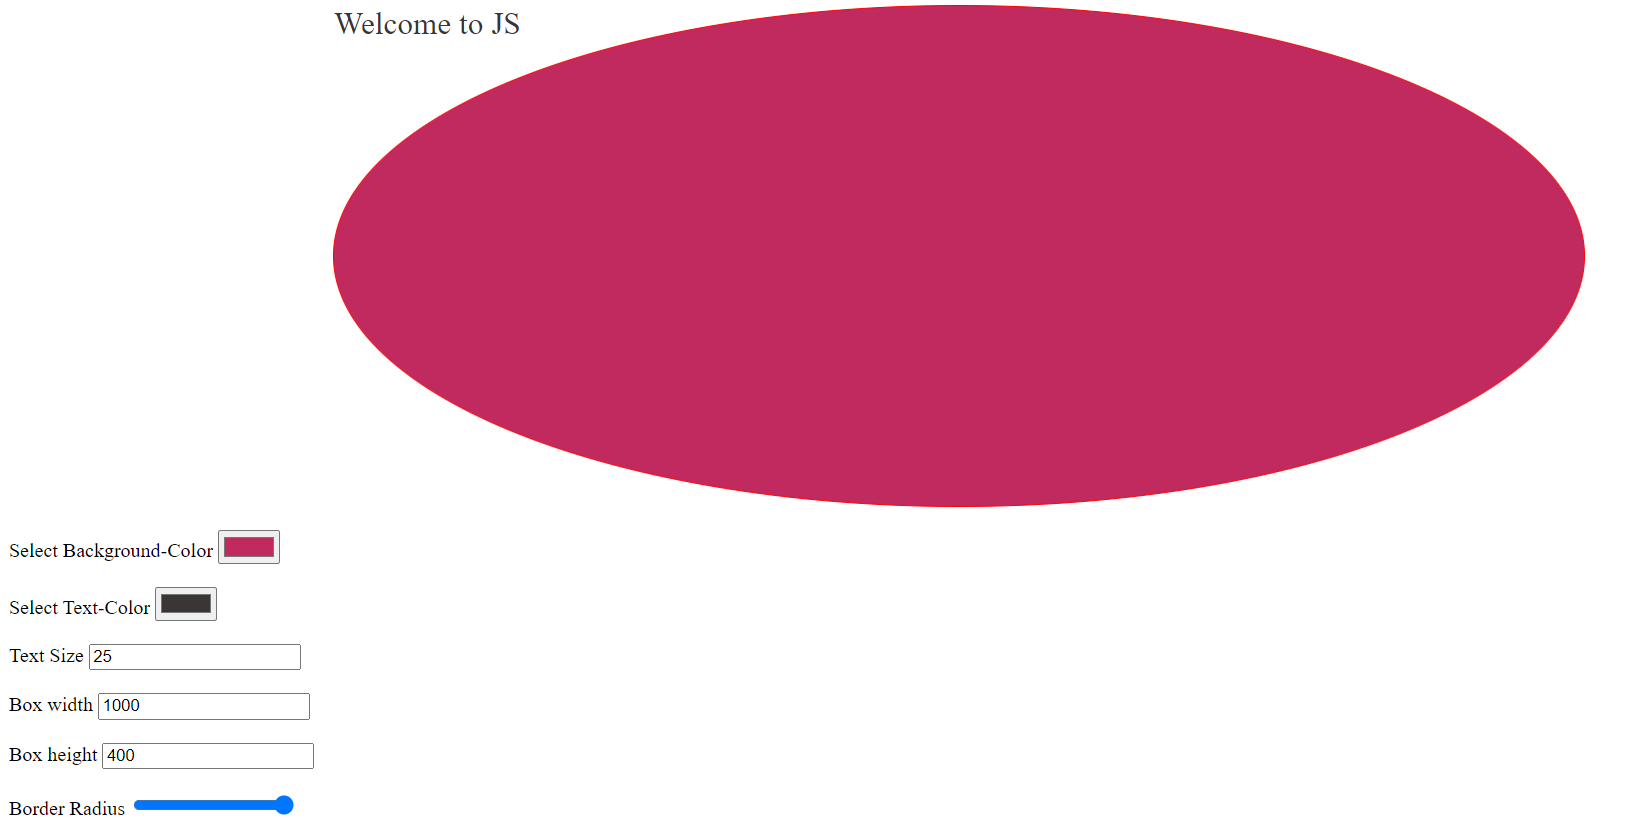 Welcome to JS
Select Background-Color
Select Text-Color
Text Size 25
Box width 1000
Box height 400
Border Radius